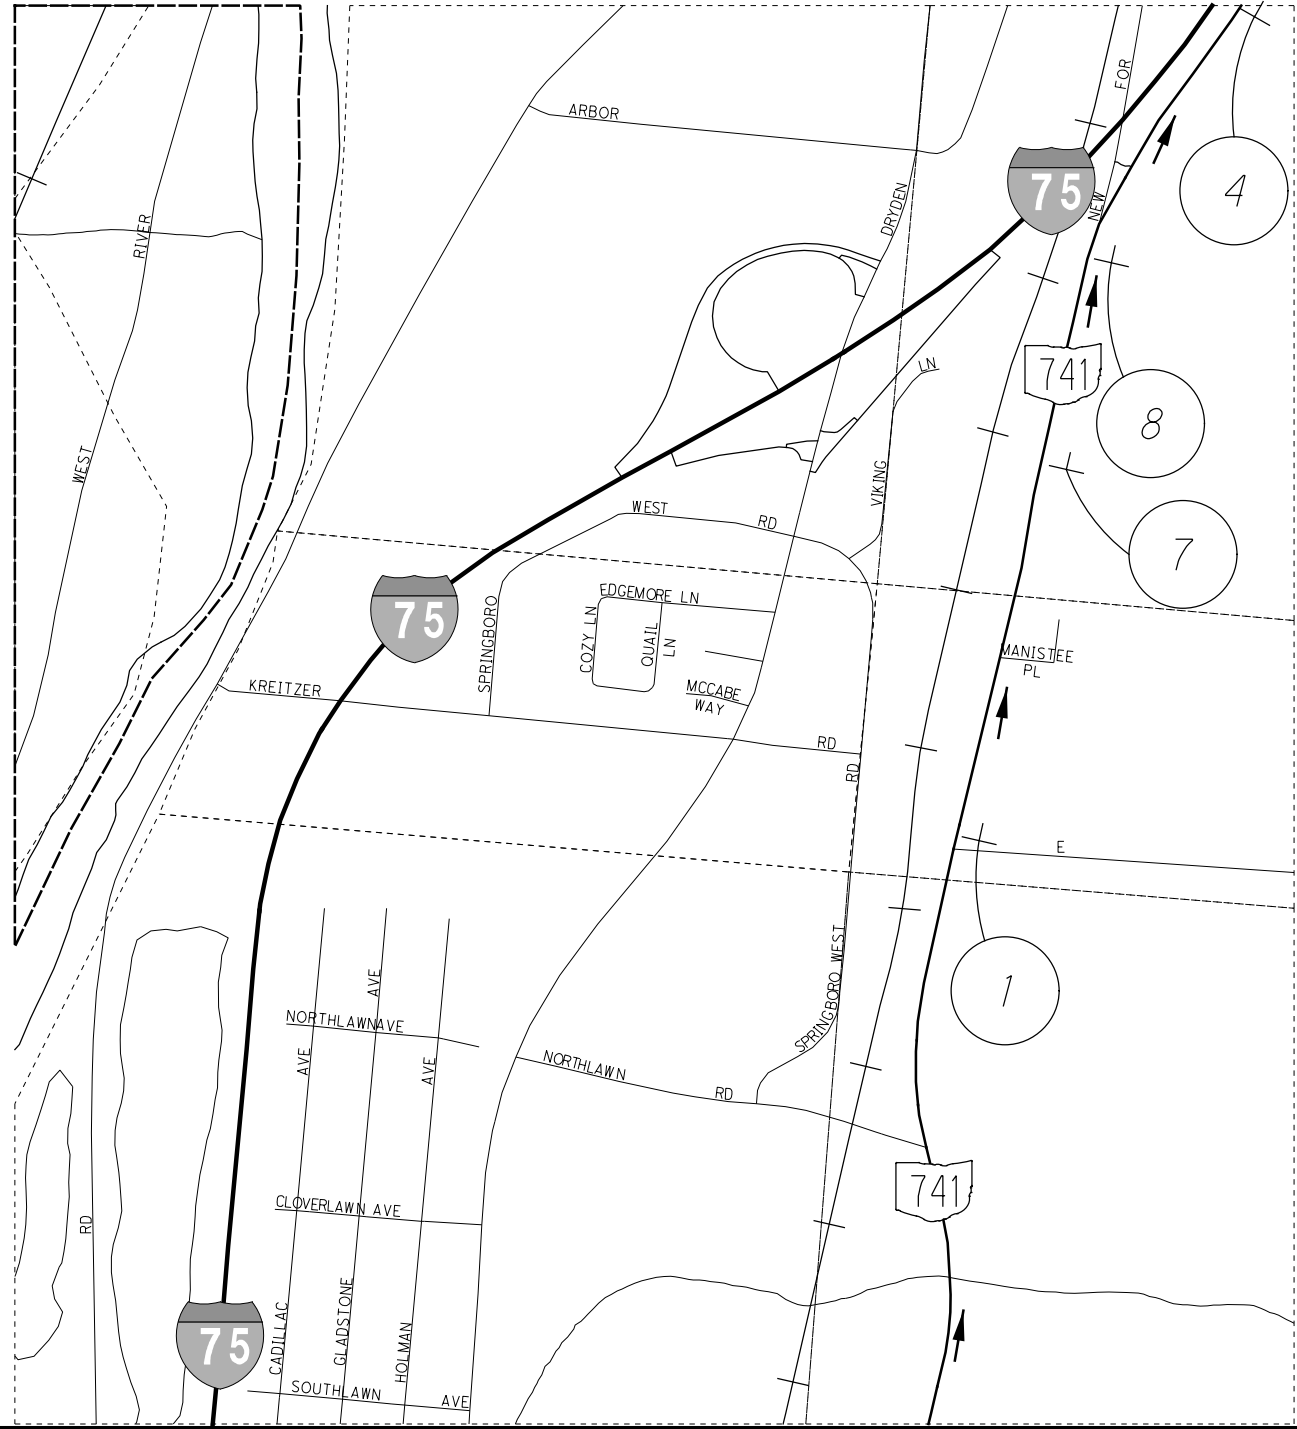 FOR
ARBOR
4
75
DRYDEN
NEW
RIVER
741
LN
8
WEST
VIKING
WEST
RD
7
EDGEMORE LN
75
COZY LN
QUAIL
LN
SPRINGBORO
MANISTEE
PL
KREITZER
MCCABE
WAY
RD
RD
E
SPRINGBORO WEST
AVE
1
NORTHLAWN AVE
AVE
AVE
NORTHLAWN
RD
741
CLOVERLAWN AVE
RD
75
CADILLAC
GLADSTONE
HOLMAN
SOUTHLAWN
AVE